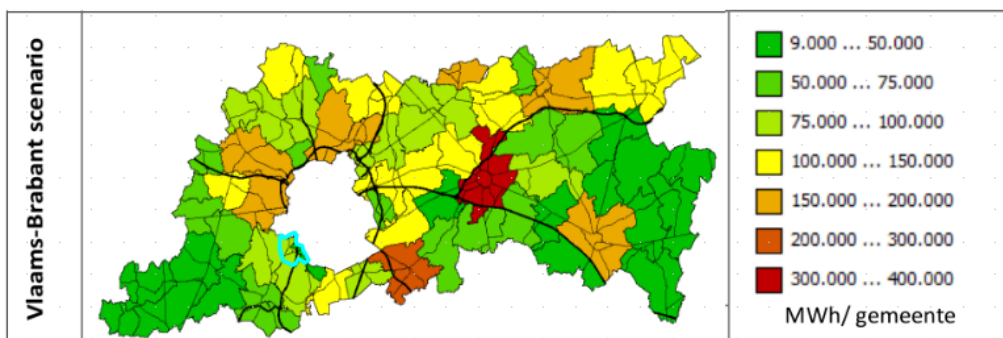 Vlaams-Brabant scenario
9.000 ... 50.000
50.000 ... 75.000
75.000 ... 100.000
100.000 ... 150.000
150.000 ... 200.000
200.000 ... 300.000
300.000 ... 400.000
MWh/ gemeente